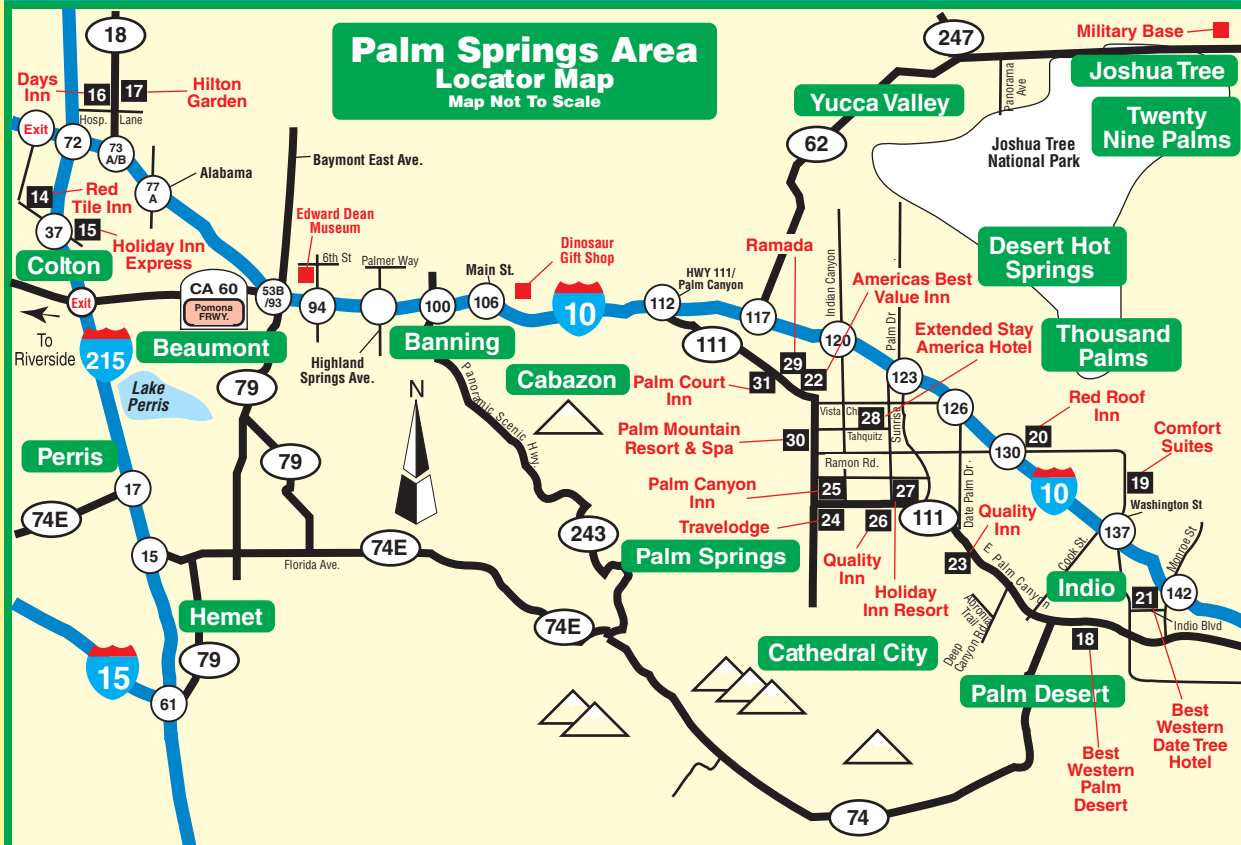 Palm Springs Area
Locator Map
Map Not To Scale
18
247
Military Base
Days
Inn
16
17
Hilton
Garden
Hosp. Lane
Exit
72
73
A/B
77
A
Alabama
Baymont East Ave.
Yucca Valley
62
Panorama
Ave
Joshua Tree
Twenty
Nine Palms
Joshua Tree
National Park
14
Red
Tile Inn
37
15
Holiday Inn
Express
Colton
Edward Dean
Museum
6th St
Palmer Way
Main St.
Dinosaur
Gift Shop
Ramada
Indian Canyon
Palm Dr
Desert Hot
Springs
Americas Best
Value Inn
HWY 111/
Palm Canyon
Exit
CA 60
Pomona
FRWY.
53B
/93
94
100
106
10
112
117
120
To
Riverside
215
Beaumont
Highland
Springs Ave.
Banning
111
Extended Stay
America Hotel
Thousand
Palms
Lake
Perris
79
N
Panoramic Scenic Hwy.
Cabazon
Palm Court
Inn
31
29
22
123
126
Vista Ch
28
Sunrise
Tahquitz
Red Roof
Inn
20
130
Palm Mountain
Resort & Spa
30
Ramon Rd.
Comfort
Suites
19
Perris
79
17
74E
Palm Canyon
Inn
25
27
Date Palm Dr.
10
Washington St
Travelodge
24
26
111
Quality
Inn
137
Monroe St
15
74E
Florida Ave.
243
Palm Springs
Quality
Inn
Holiday
Inn Resort
23
E Palm Canyon
Cook St.
Indio
21
142
Indio Blvd
Hemet
74E
Abronia
Trail
Deep
Canyon Rd.
18
79
15
61
Cathedral City
Palm Desert
Best
Western
Date Tree
Hotel
Best
Western
Palm
Desert
74